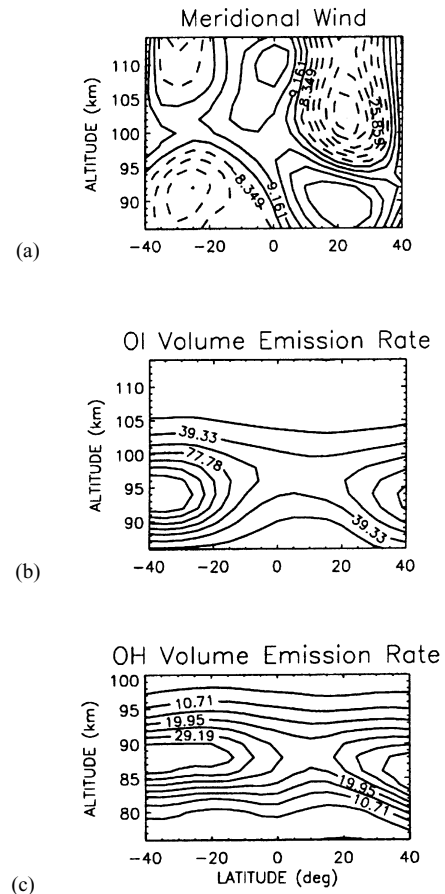 Meridional Wind
ALTITUDE (km)
110
105
100
95
90
9.161
8.349
25.859
8.349
9.161
-40 -20 0 20 40
(a)
OI Volume Emission Rate
ALTITUDE (km)
110
105
100
95
90
39.33
77.78
39.33
-40 -20 0 20 40
(b)
OH Volume Emission Rate
ALTITUDE (km)
100
95
90
85
80
10.71
19.95
29.19
19.95
10.71
-40 -20 0 20 40
LATITUDE (deg)
(c)